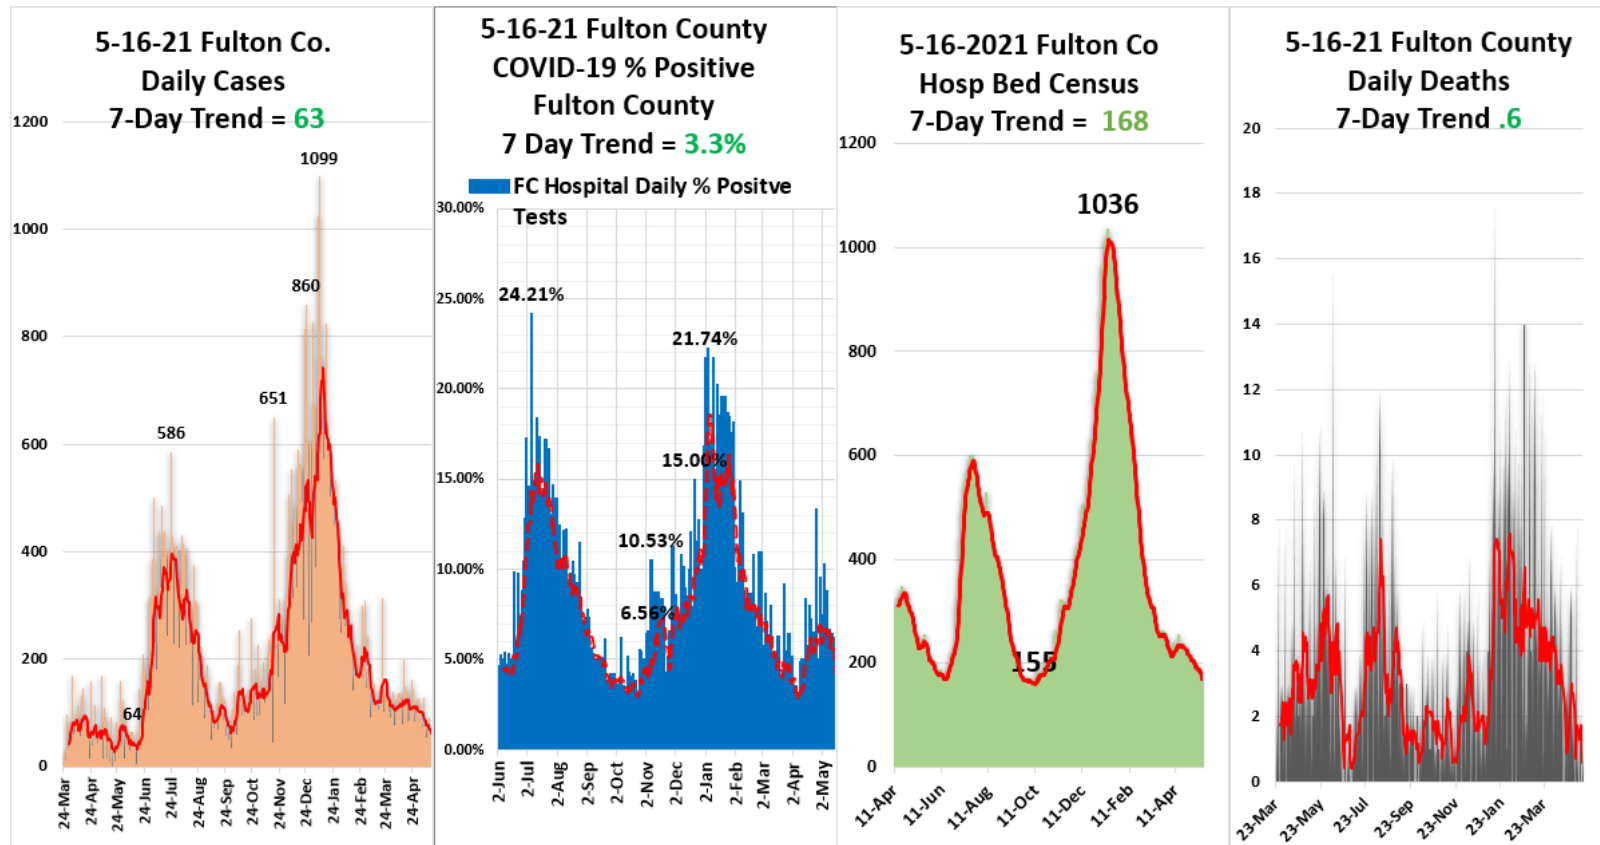 5-16-21 Fulton Co.
Daily Cases
7-Day Trend = 63
1200
1099
1000
860
800
651
586
600
400
200
64
0
24-Mar
24-Apr
24-May
24-Jun
24-Jul
24-Aug
24-Sep
24-Oct
24-Nov
24-Dec
24-Jan
24-Feb
24-Mar
24-Apr
5-16-21 Fulton County
COVID-19 % Positive
Fulton County
7 Day Trend = 3.3%
FC Hospital Daily % Positve
Tests
30.00%
25.00%
24.21%
21.74%
20.00%
15.00%
15.00%
10.53%
10.00%
6.56%
5.00%
0.00%
2-Jun
2-Jul
2-Aug
2-Sep
2-Oct
2-Nov
2-Dec
2-Jan
2-Feb
2-Mar
2-Apr
2-May
5-16-2021 Fulton Co
Hosp Bed Census
7-Day Trend = 168
1200
1036
1000
800
600
400
200
155
0
11-Apr
11-Jun
11-Aug
11-Oct
11-Dec
11-Feb
11-Apr
5-16-21 Fulton County
Daily Deaths
7-Day Trend .6
20
18
16
14
12
10
8
6
4
2
0
23-Mar
23-May
23-Jul
23-Sep
23-Nov
23-Jan
23-Mar